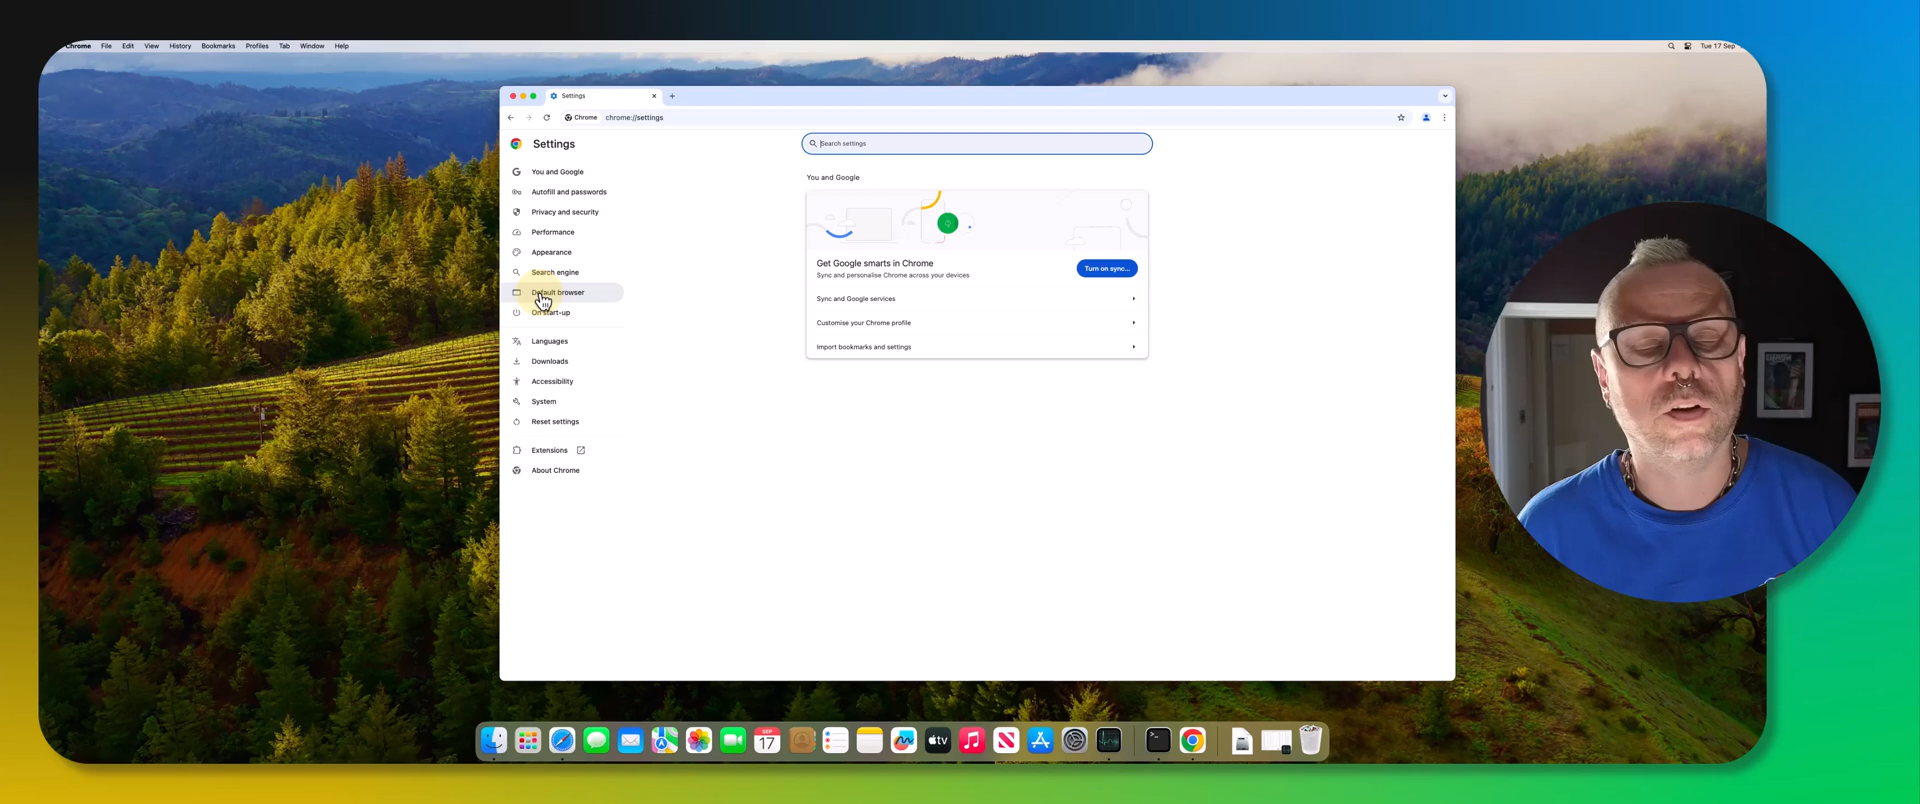 Chrome File Edit View History Bookmarks Profiles Tab Window Help
Tue 17 Sep
Settings
Chrome chrome://settings
Settings
Search settings
You and Google
Autofill and passwords
Privacy and security
Performance
Appearance
Search engine
Default browser
On start-up
Languages
Downloads
Accessibility
System
Reset settings
Extensions
About Chrome
You and Google
Get Google smarts in Chrome
Sync and personalise Chrome across your devices
Turn on sync...
Sync and Google services
Customise your Chrome profile
Import bookmarks and settings
SEP
17
tv